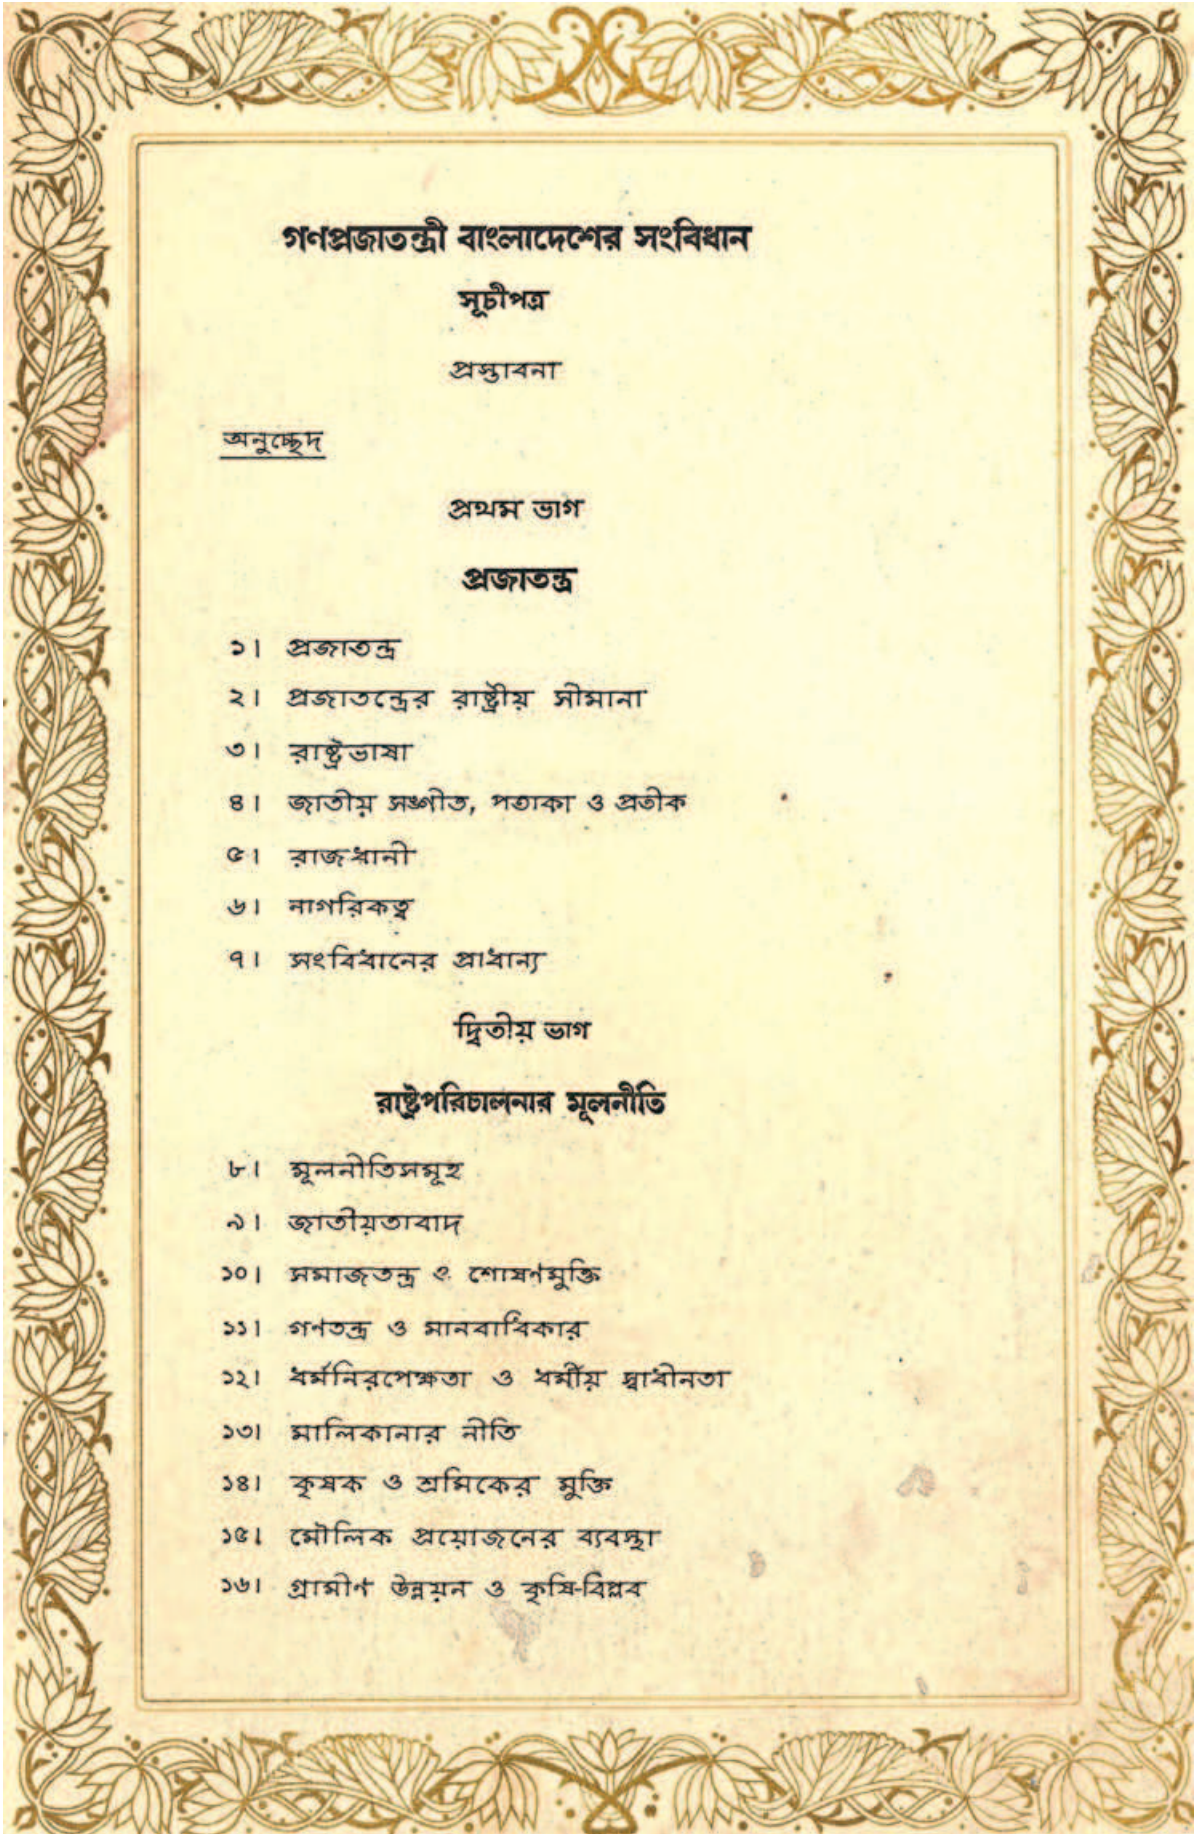 গণপ্রজাতন্ত্রী বাংলাদেশের সংবিধান
সূচীপত্র
প্রস্তাবনা
অনুচ্ছেদ
প্রথম ভাগ
প্রজাতন্ত্র
১। প্রজাতন্ত্র
২। প্রজাতন্ত্রের রাষ্ট্রীয় সীমানা
৩। রাষ্ট্রভাষা
৪। জাতীয় সঙ্গীত, পতাকা ও প্রতীক
৫। রাজধানী
৬। নাগরিকত্ব
৭। সংবিধানের প্রাধান্য
দ্বিতীয় ভাগ
রাষ্ট্রপরিচালনার মূলনীতি
৮। মূলনীতিসমূহ
৯। জাতীয়তাবাদ
১০। সমাজতন্ত্র ও শোষণমুক্তি
১১। গণতন্ত্র ও মানবাধিকার
১২। ধর্মনিরপেক্ষতা ও ধর্মীয় স্বাধীনতা
১৩। মালিকানার নীতি
১৪। কৃষক ও শ্রমিকের মুক্তি
১৫। মৌলিক প্রয়োজনের ব্যবস্থা
১৬। গ্রামীণ উন্নয়ন ও কৃষি-বিপ্লব